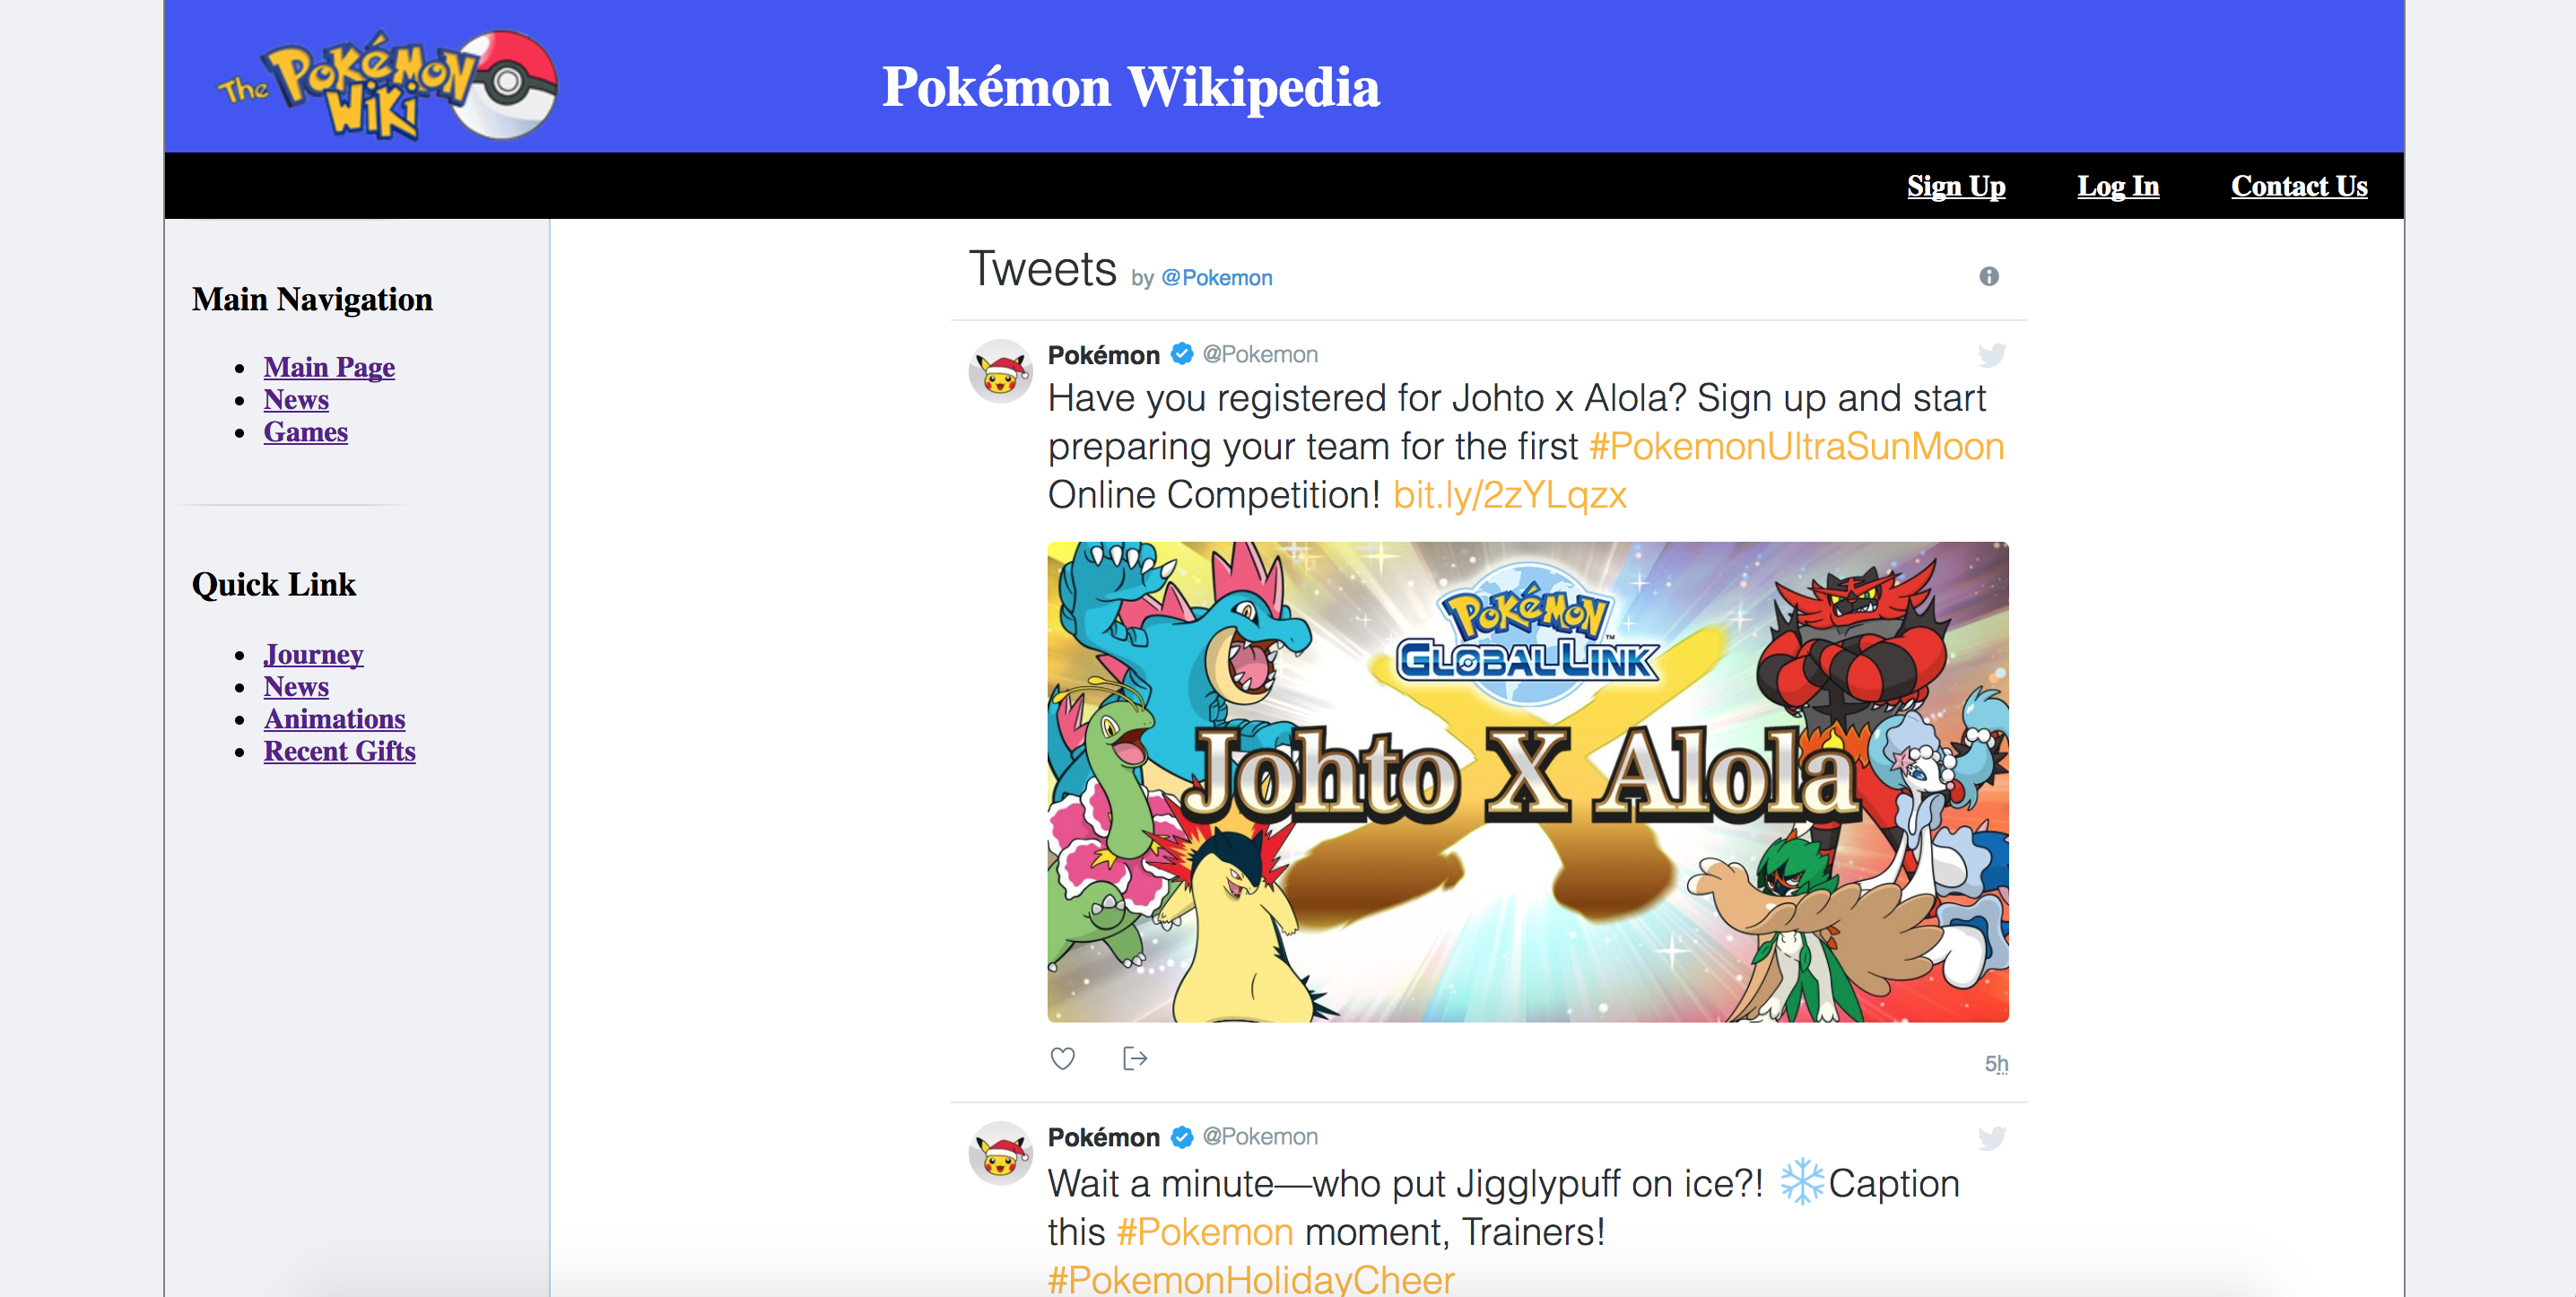 The Pokémon Wiki
Pokémon Wikipedia
Sign Up Log In Contact Us
Main Navigation
Main Page
News
Games
Quick Link
Journey
News
Animations
Recent Gifts
Tweets by @Pokemon
Pokémon @Pokemon
Have you registered for Johto x Alola? Sign up and start
preparing your team for the first #PokemonUltraSunMoon
Online Competition! bit.ly/2zYLqzx
Pokémon
Global Link
Johto X Alola
5h
Pokémon @Pokemon
Wait a minute—who put Jigglypuff on ice?! ❄Caption
this #Pokemon moment, Trainers!
#PokemonHolidayCheer